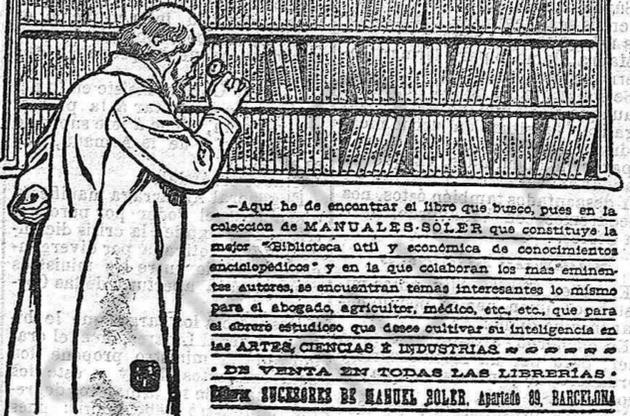 —Aquí he de encontrar el libro que busco, pues en la
colección de MANUALES-SOLER que constituye la
mejor "Biblioteca útil y económica de conocimientos
enciclopédicos" y en la que colaboran los más eminen-
tes autores, se encuentran temas interesantes lo mismo
para el abogado, agricultor, médico, etc., etc., que para
el obrero estudioso que desee cultivar su inteligencia en
las ARTES, CIENCIAS É INDUSTRIAS
· DE VENTA EN TODAS LAS LIBRERÍAS ·
SUCESORES DE MANUEL SOLER, Apartado 89, BARCELONA